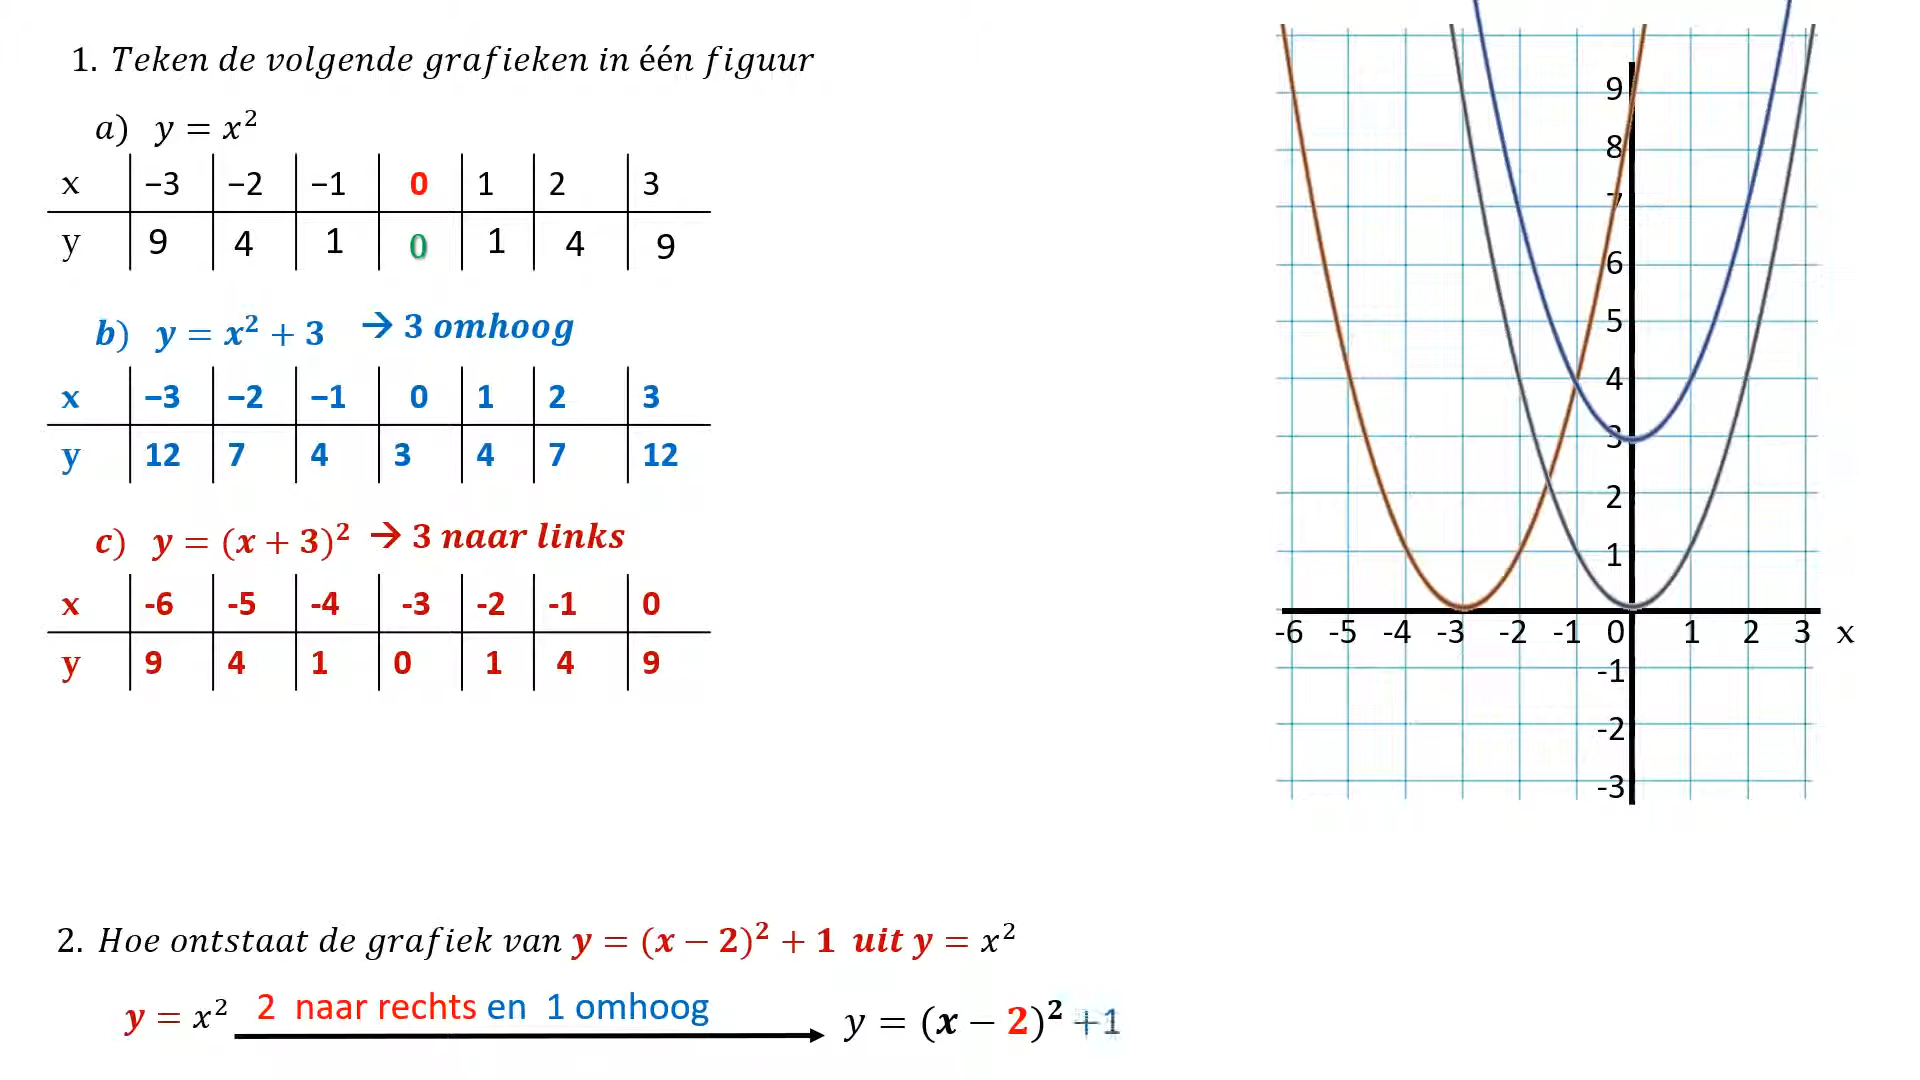 1. Teken de volgende grafieken in één figuur
a) y = x²
x −3 −2 −1 0 1 2 3
y 9 4 1 0 1 4 9
b) y = x² + 3 → 3 omhoog
x −3 −2 −1 0 1 2 3
y 12 7 4 3 4 7 12
c) y = (x + 3)² → 3 naar links
x -6 -5 -4 -3 -2 -1 0
y 9 4 1 0 1 4 9
9
8
7
6
5
4
3
2
1
-6 -5 -4 -3 -2 -1 0 1 2 3 x
-1
-2
-3
2. Hoe ontstaat de grafiek van y = (x − 2)² + 1 uit y = x²
y = x² 2 naar rechts en 1 omhoog y = (x − 2)² +1